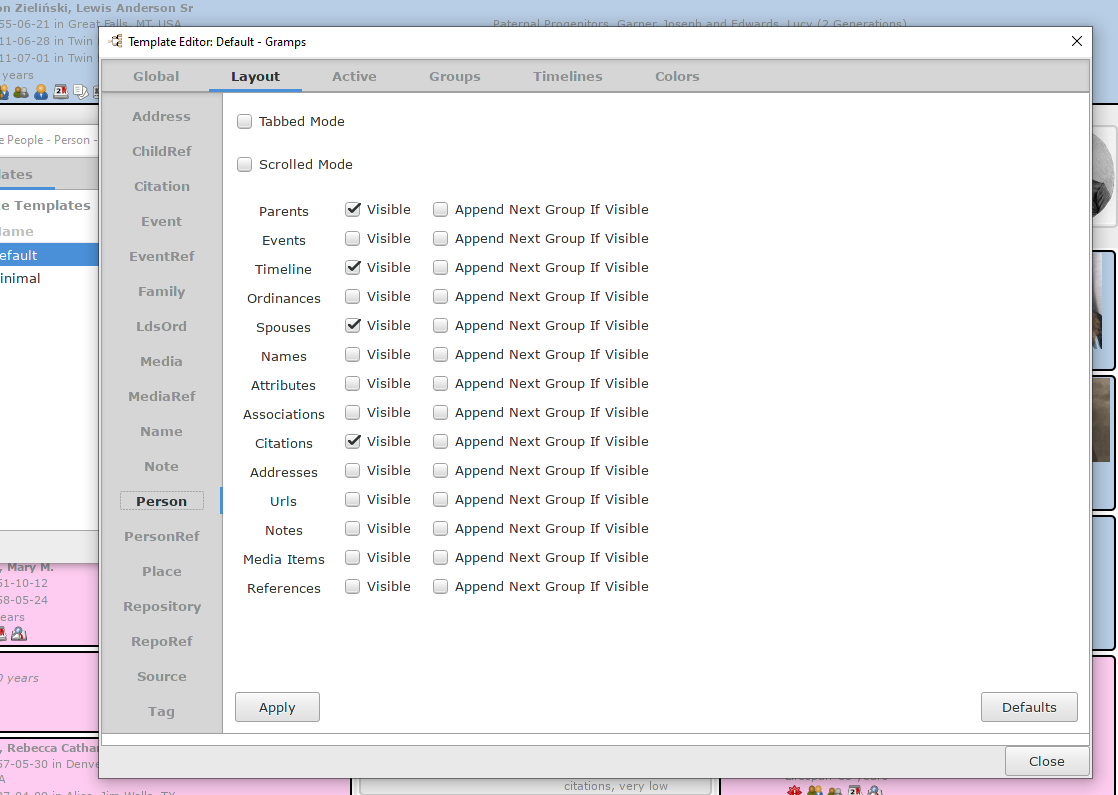 on Zieliński, Lewis Anderson Sr
55-06-21 in Great Falls, MT, USA
Paternal Progenitors, Garner, Joseph and Edwards, Lucy (2 Generations)
11-06-28 in Twin
11-07-01 in Twin
years
Template Editor: Default - Gramps
Global
Layout
Active
Groups
Timelines
Colors
e People - Person -
lates
e Templates
ame
efault
inimal
Address
ChildRef
Citation
Event
EventRef
Family
LdsOrd
Media
MediaRef
Name
Note
Person
PersonRef
Place
Repository
RepoRef
Source
Tag
Tabbed Mode
Scrolled Mode
Parents Visible Append Next Group If Visible
Events Visible Append Next Group If Visible
Timeline Visible Append Next Group If Visible
Ordinances Visible Append Next Group If Visible
Spouses Visible Append Next Group If Visible
Names Visible Append Next Group If Visible
Attributes Visible Append Next Group If Visible
Associations Visible Append Next Group If Visible
Citations Visible Append Next Group If Visible
Addresses Visible Append Next Group If Visible
Urls Visible Append Next Group If Visible
Notes Visible Append Next Group If Visible
Media Items Visible Append Next Group If Visible
References Visible Append Next Group If Visible
Apply
Defaults
Close
, Mary M.
51-10-12
58-05-24
ears
0 years
, Rebecca Cathar
57-05-30 in Denve
A
citations, very low